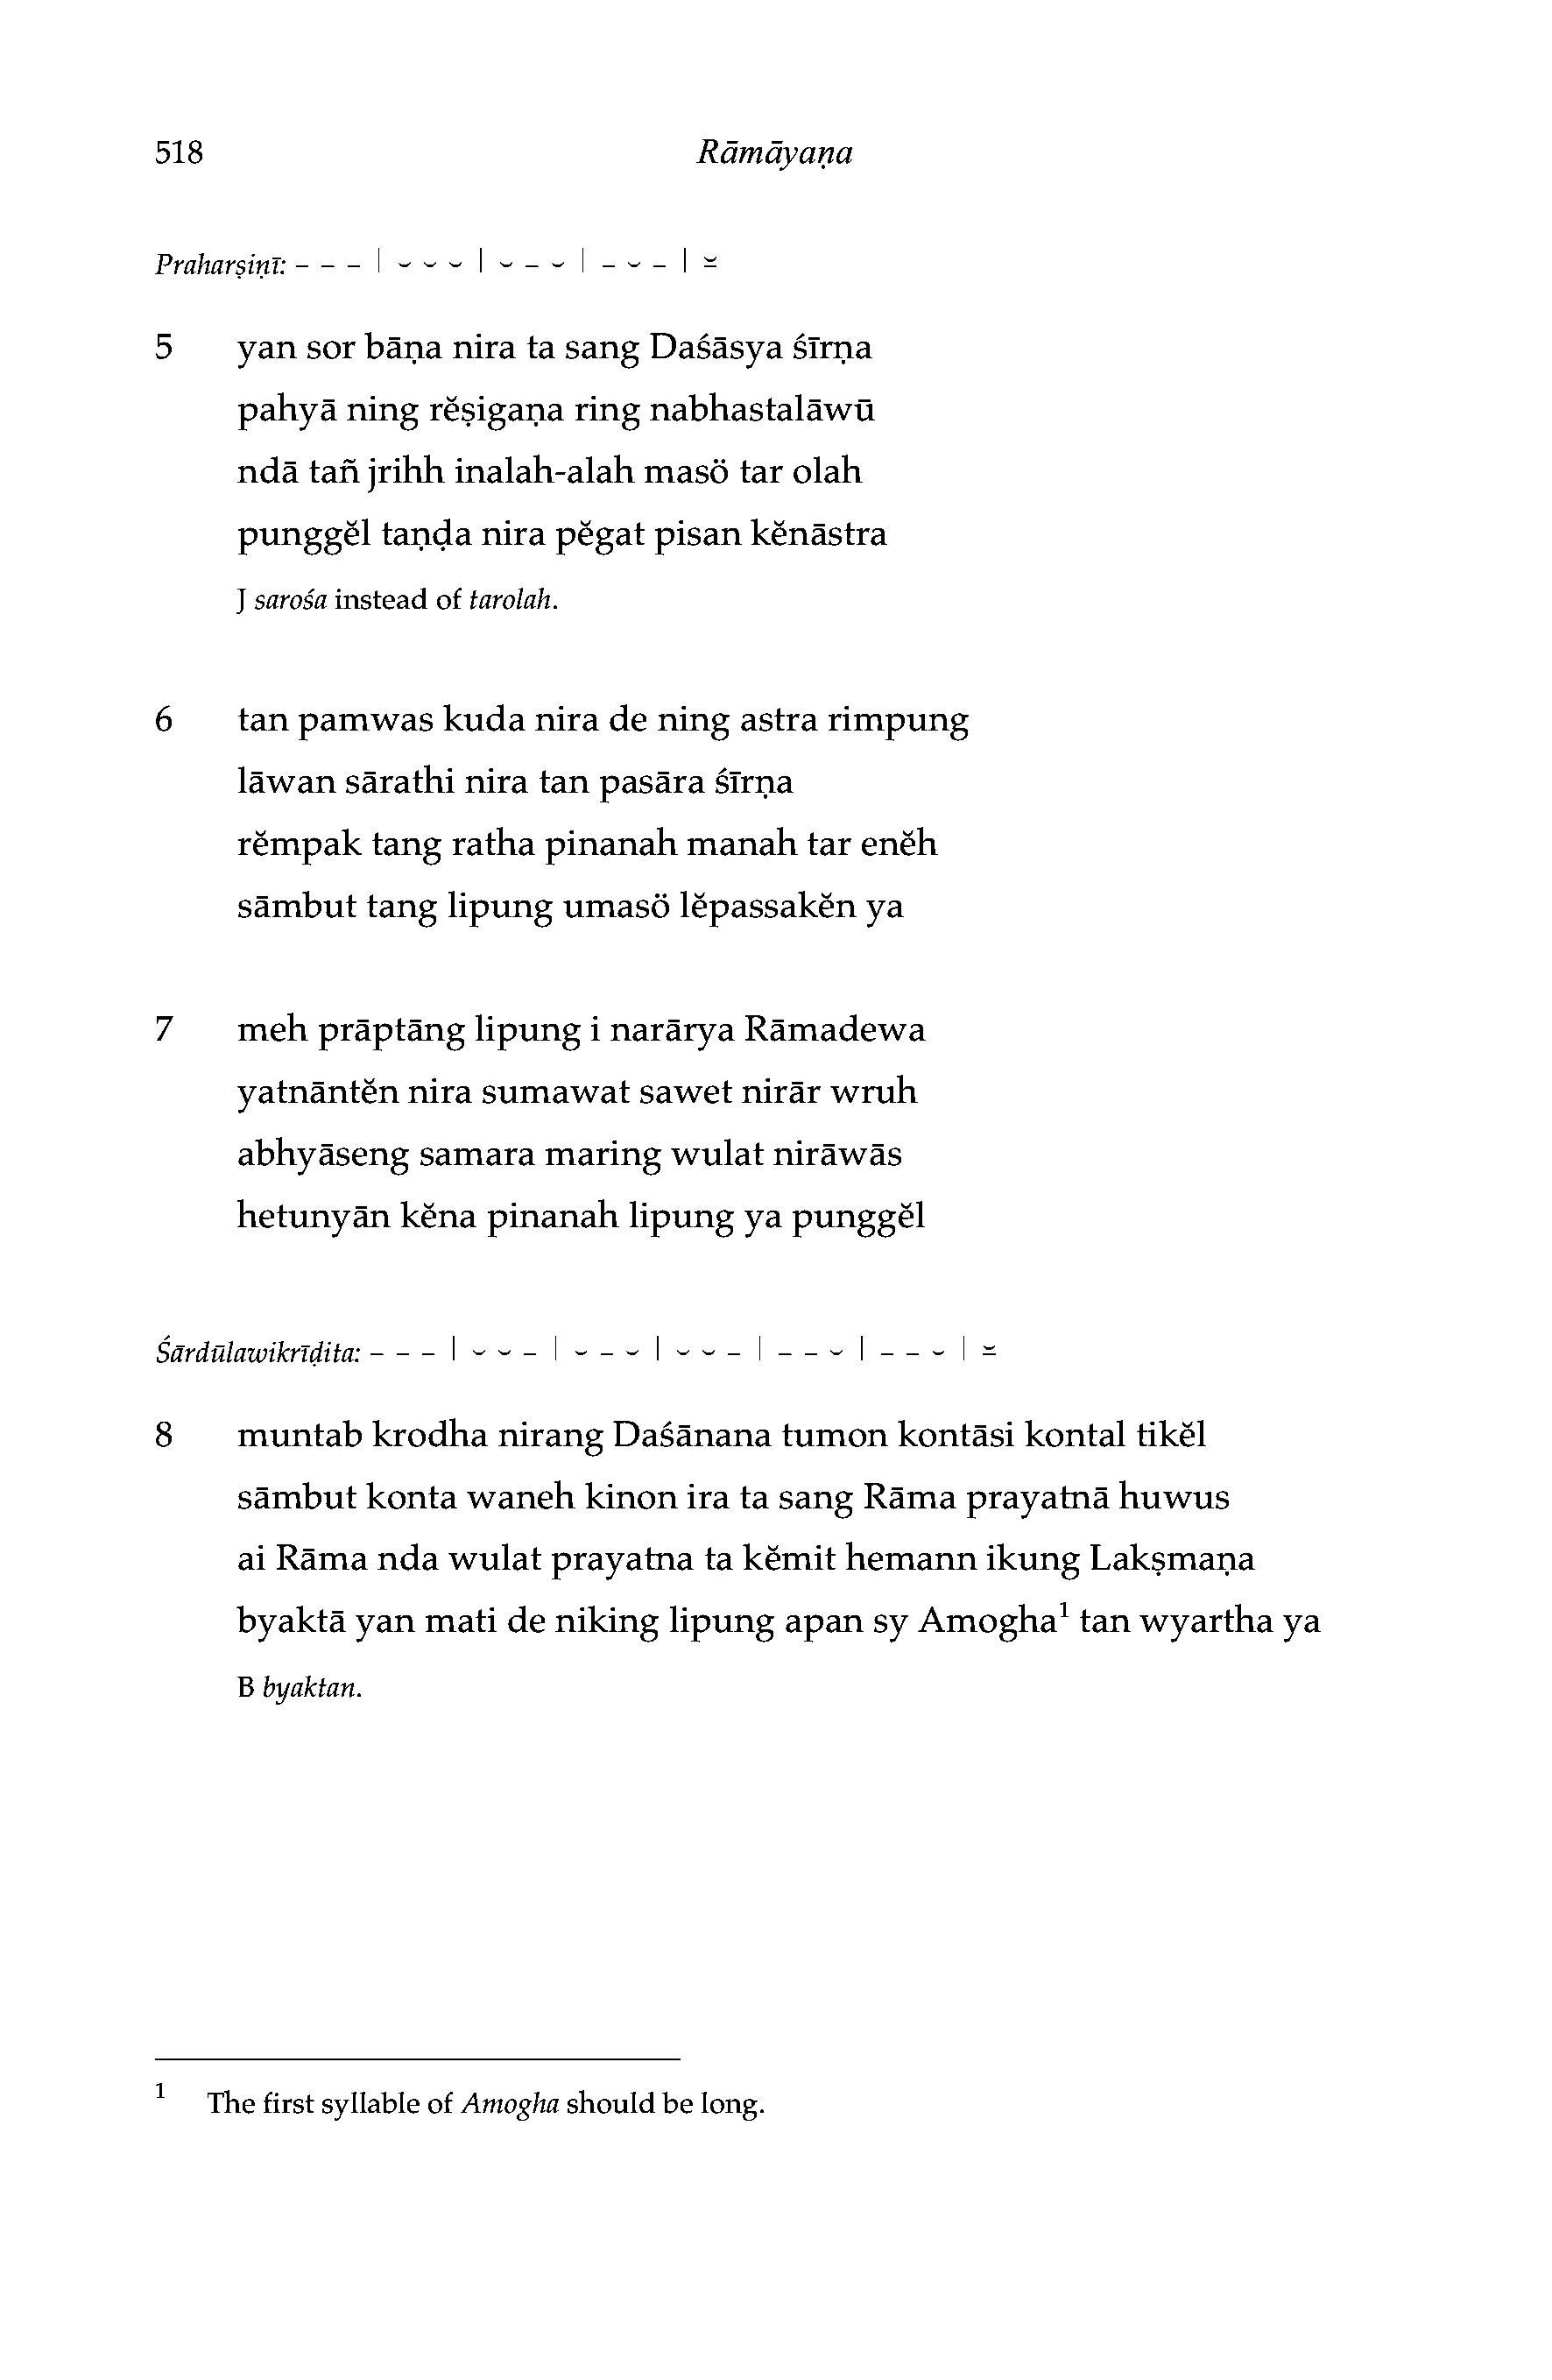 518 Rāmāyaṇa
Praharṣiṇī: – – – | ⏑ ⏑ ⏑ | ⏑ – ⏑ | – ⏑ – | ⏓
5 yan sor bāṇa nira ta sang Daśāsya śīrṇa
pahyā ning rĕṣigaṇa ring nabhastalāwū
ndā tañ jrihh inalah-alah masö tar olah
punggĕl taṇḍa nira pĕgat pisan kĕnāstra
J sarośa instead of tarolah.
6 tan pamwas kuda nira de ning astra rimpung
lāwan sārathi nira tan pasāra śīrṇa
rĕmpak tang ratha pinanah manah tar enĕh
sāmbut tang lipung umasö lĕpassakĕn ya
7 meh prāptāng lipung i narārya Rāmadewa
yatnāntĕn nira sumawat sawet nirār wruh
abhyāseng samara maring wulat nirāwās
hetunyān kĕna pinanah lipung ya punggĕl
Śārdūlawikrīḍita: – – – | ⏑ ⏑ – | ⏑ – ⏑ | ⏑ ⏑ – | – – ⏑ | – – ⏑ | ⏓
8 muntab krodha nirang Daśānana tumon kontāsi kontal tikĕl
sāmbut konta waneh kinon ira ta sang Rāma prayatnā huwus
ai Rāma nda wulat prayatna ta kĕmit hemann ikung Lakṣmaṇa
byaktā yan mati de niking lipung apan sy Amogha¹ tan wyartha ya
B byaktan.
¹ The first syllable of Amogha should be long.